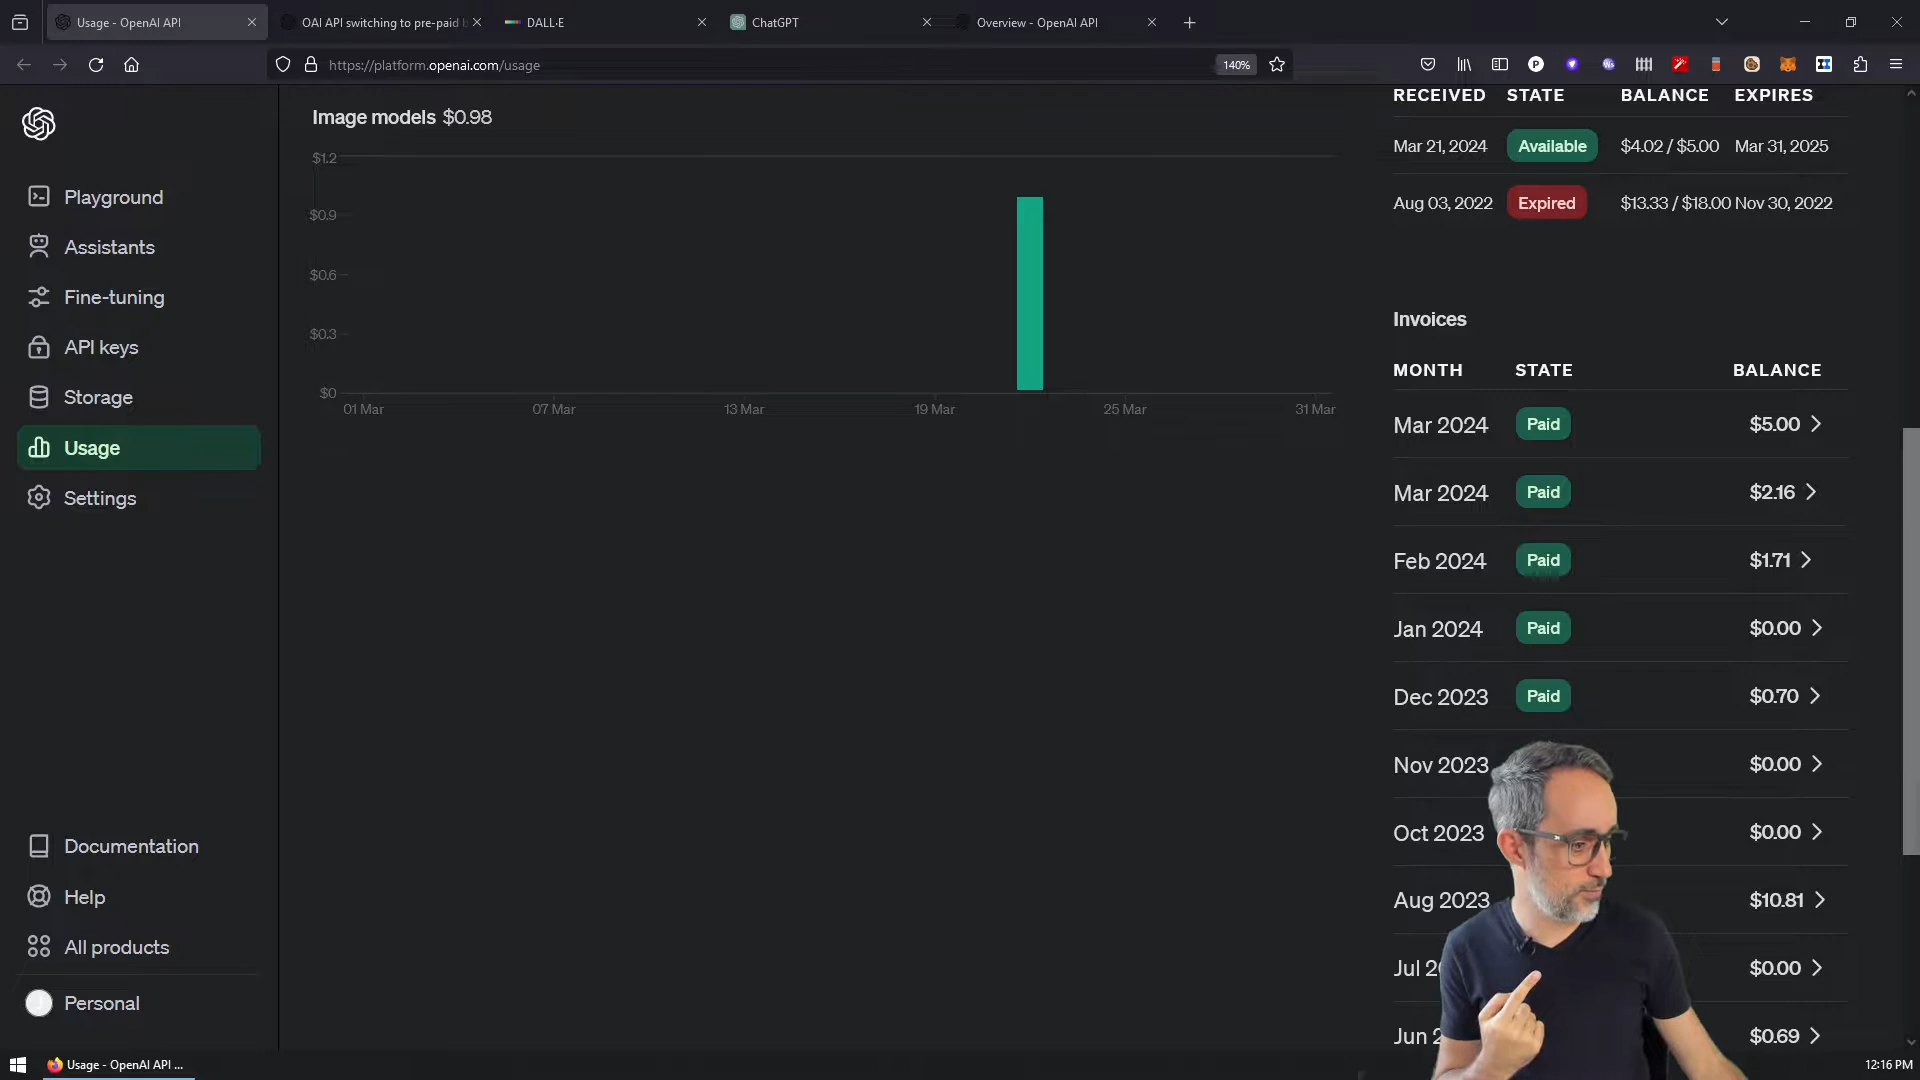 Usage - OpenAI API
OAI API switching to pre-paid b
DALL·E
ChatGPT
Overview - OpenAI API
https://platform.openai.com/usage
140%
Playground
Assistants
Fine-tuning
API keys
Storage
Usage
Settings
Documentation
Help
All products
Personal
Image models $0.98
$1.2
$0.9
$0.6
$0.3
$0
01 Mar
07 Mar
13 Mar
19 Mar
25 Mar
31 Mar
RECEIVED STATE BALANCE EXPIRES
Mar 21, 2024 Available $4.02 / $5.00 Mar 31, 2025
Aug 03, 2022 Expired $13.33 / $18.00 Nov 30, 2022
Invoices
MONTH STATE BALANCE
Mar 2024 Paid $5.00
Mar 2024 Paid $2.16
Feb 2024 Paid $1.71
Jan 2024 Paid $0.00
Dec 2023 Paid $0.70
Nov 2023 $0.00
Oct 2023 $0.00
Aug 2023 $10.81
Jul 2 $0.00
Jun 2 $0.69
Usage - OpenAI API ...
12:16 PM